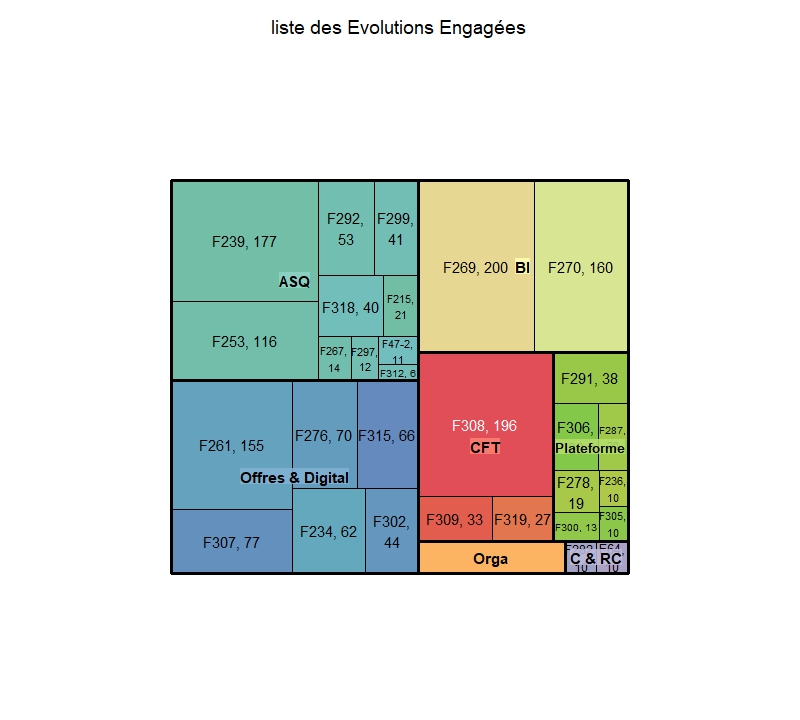 liste des Evolutions Engagées
F239, 177
ASQ
F253, 116
F292,
53
F299,
41
F318, 40
F215,
21
F267,
14
F297,
12
F47-2,
11
F312, 6
F269, 200
BI
F270, 160
F261, 155
F276, 70
F315, 66
Offres & Digital
F307, 77
F234, 62
F302,
44
F308, 196
CFT
F309, 33
F319, 27
F291, 38
F306,
F287,
Plateforme
F278,
19
F236,
10
F300, 13
F305,
10
Orga
C & RC
10
10